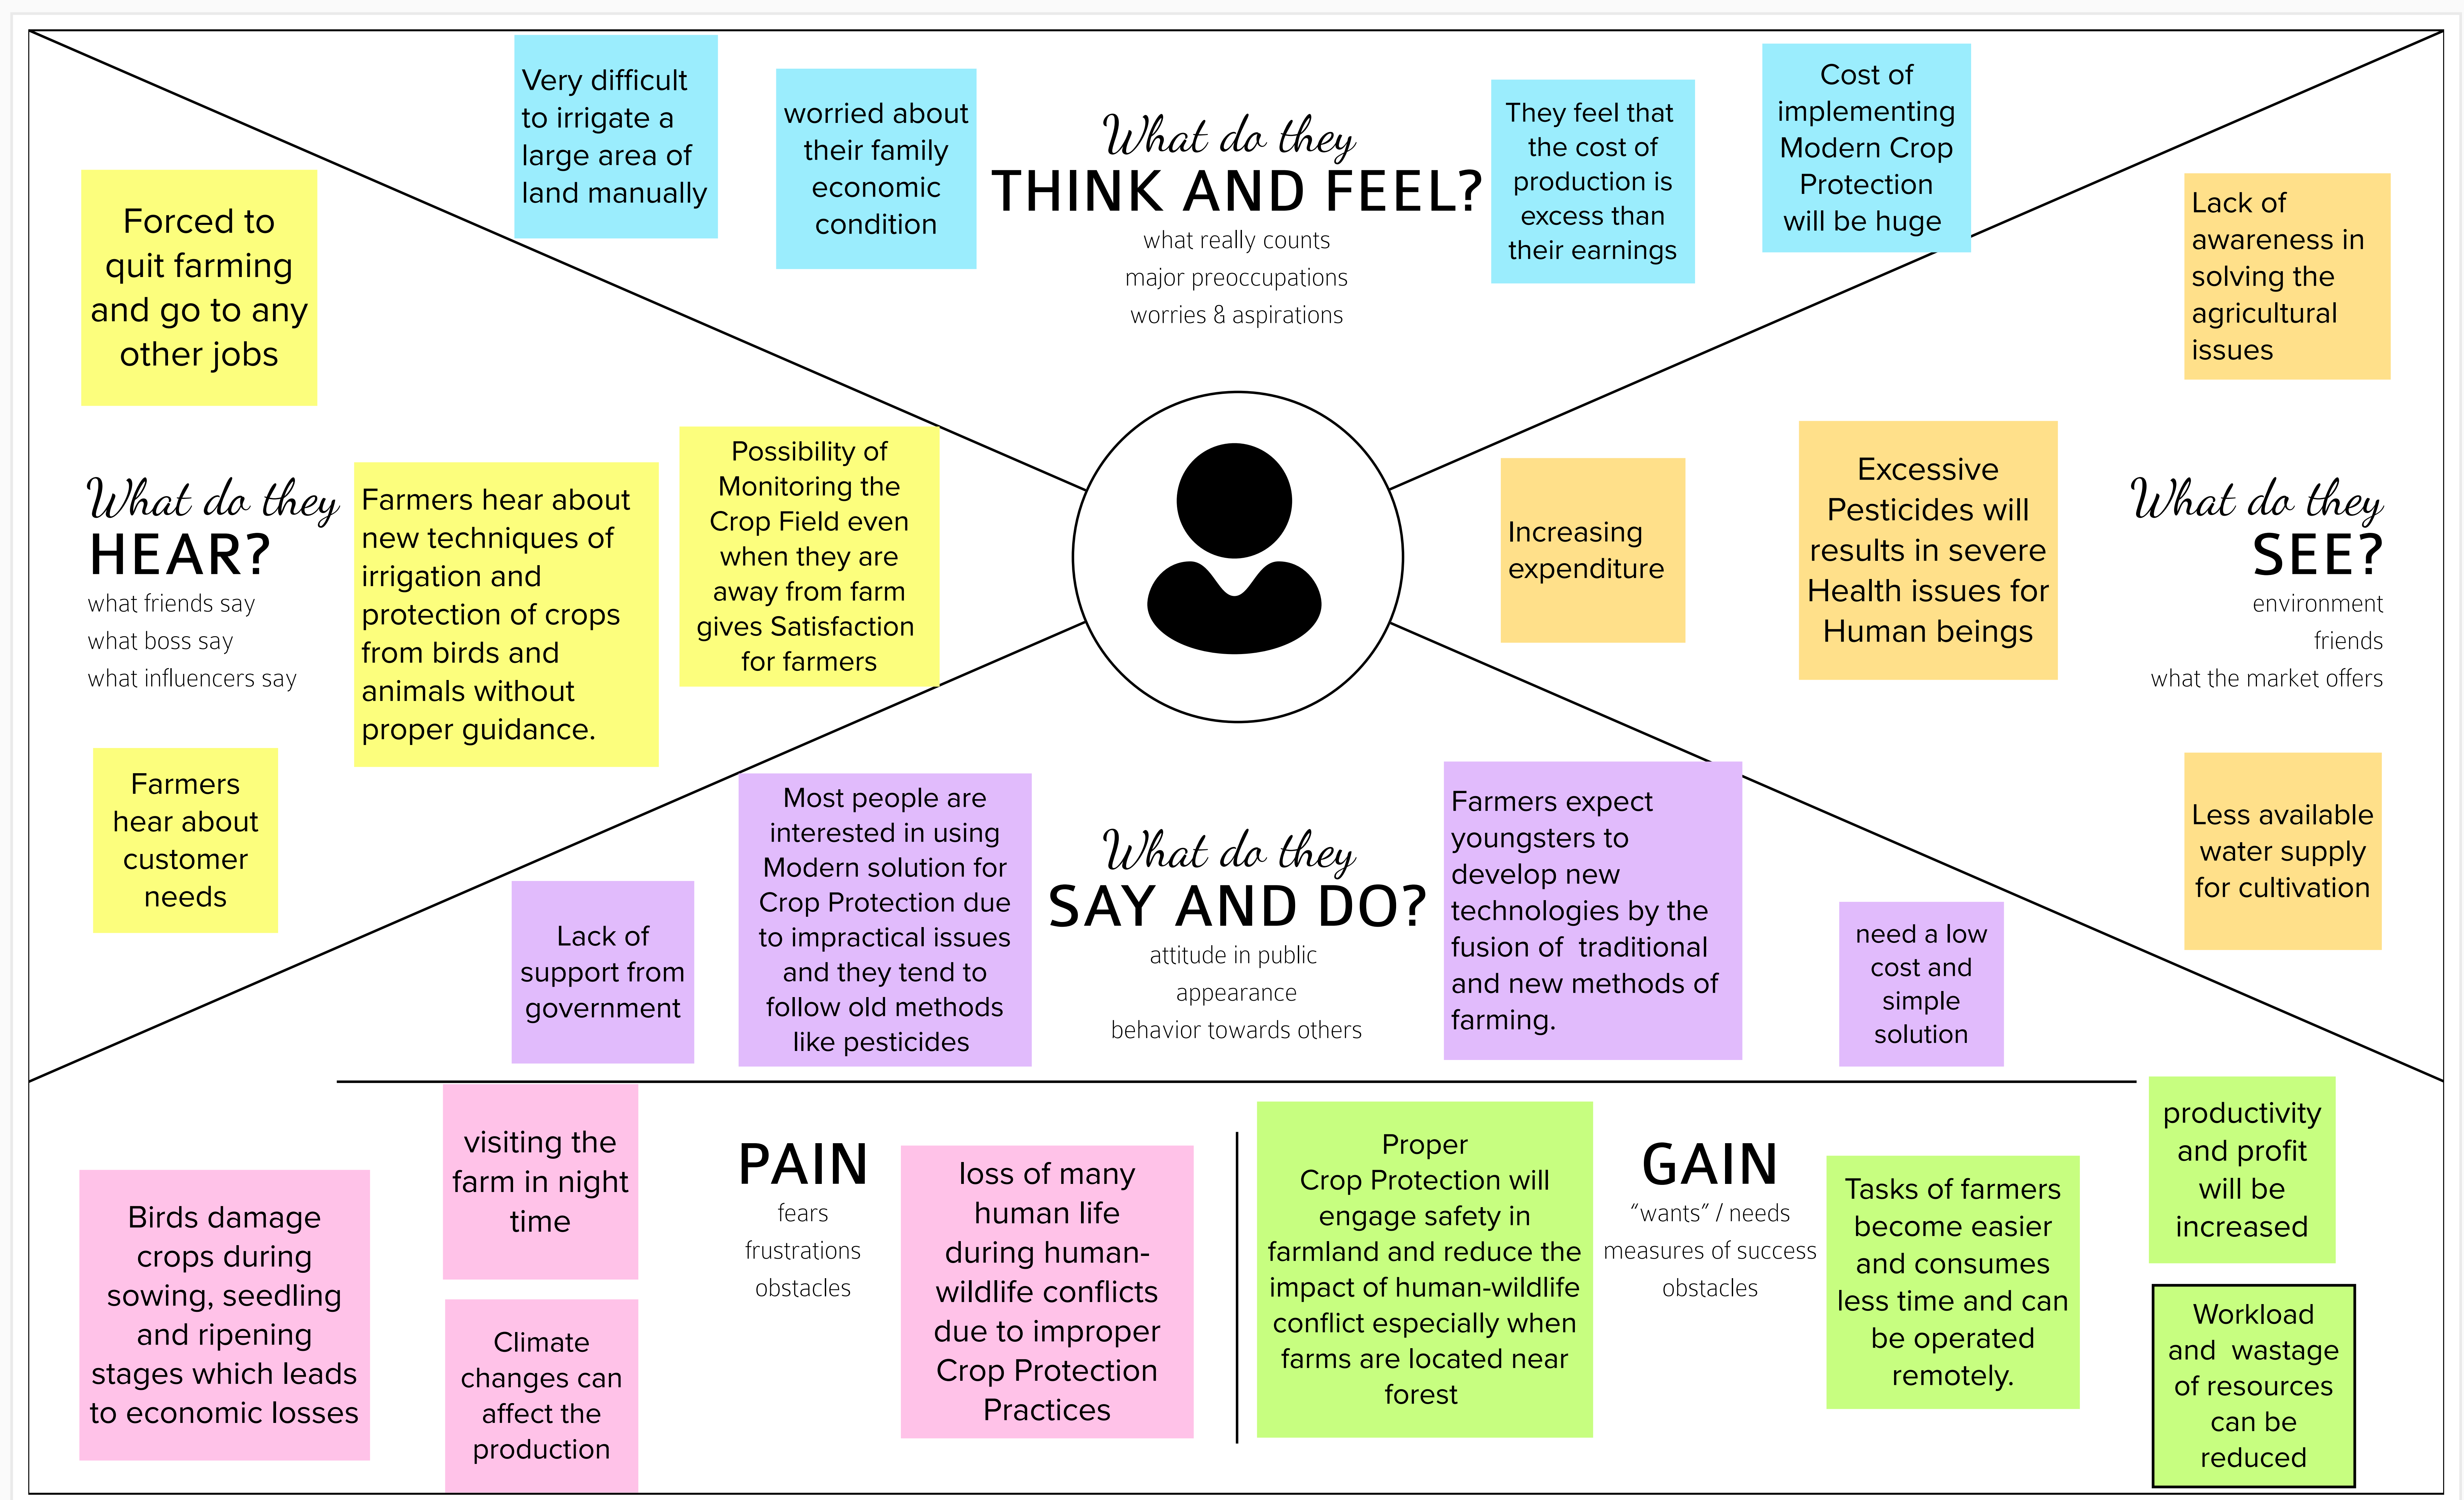 Very difficult
to irrigate a
large area of
land manually
worried about
their family
economic
condition
What do they
THINK AND FEEL?
what really counts
major preoccupations
worries & aspirations
They feel that
the cost of
production is
excess than
their earnings
Cost of
implementing
Modern Crop
Protection
will be huge
Forced to
quit farming
and go to any
other jobs
What do they
HEAR?
what friends say
what boss say
what influencers say
Farmers hear about
new techniques of
irrigation and
protection of crops
from birds and
animals without
proper guidance.
Possibility of
Monitoring the
Crop Field even
when they are
away from farm
gives Satisfaction
for farmers
Farmers
hear about
customer
needs
Lack of
awareness in
solving the
agricultural
issues
Increasing
expenditure
Excessive
Pesticides will
results in severe
Health issues for
Human beings
What do they
SEE?
environment
friends
what the market offers
Less available
water supply
for cultivation
Lack of
support from
government
Most people are
interested in using
Modern solution for
Crop Protection due
to impractical issues
and they tend to
follow old methods
like pesticides
What do they
SAY AND DO?
attitude in public
appearance
behavior towards others
Farmers expect
youngsters to
develop new
technologies by the
fusion of  traditional
and new methods of
farming.
need a low
cost and
simple
solution
Birds damage
crops during
sowing, seedling
and ripening
stages which leads
to economic losses
visiting the
farm in night
time
Climate
changes can
affect the
production
PAIN
fears
frustrations
obstacles
loss of many
human life
during human-
wildlife conflicts
due to improper
Crop Protection
Practices
Proper
Crop Protection will
engage safety in
farmland and reduce the
impact of human-wildlife
conflict especially when
farms are located near
forest
GAIN
"wants" / needs
measures of success
obstacles
Tasks of farmers
become easier
and consumes
less time and can
be operated
remotely.
productivity
and profit
will be
increased
Workload
and  wastage
of resources
can be
reduced